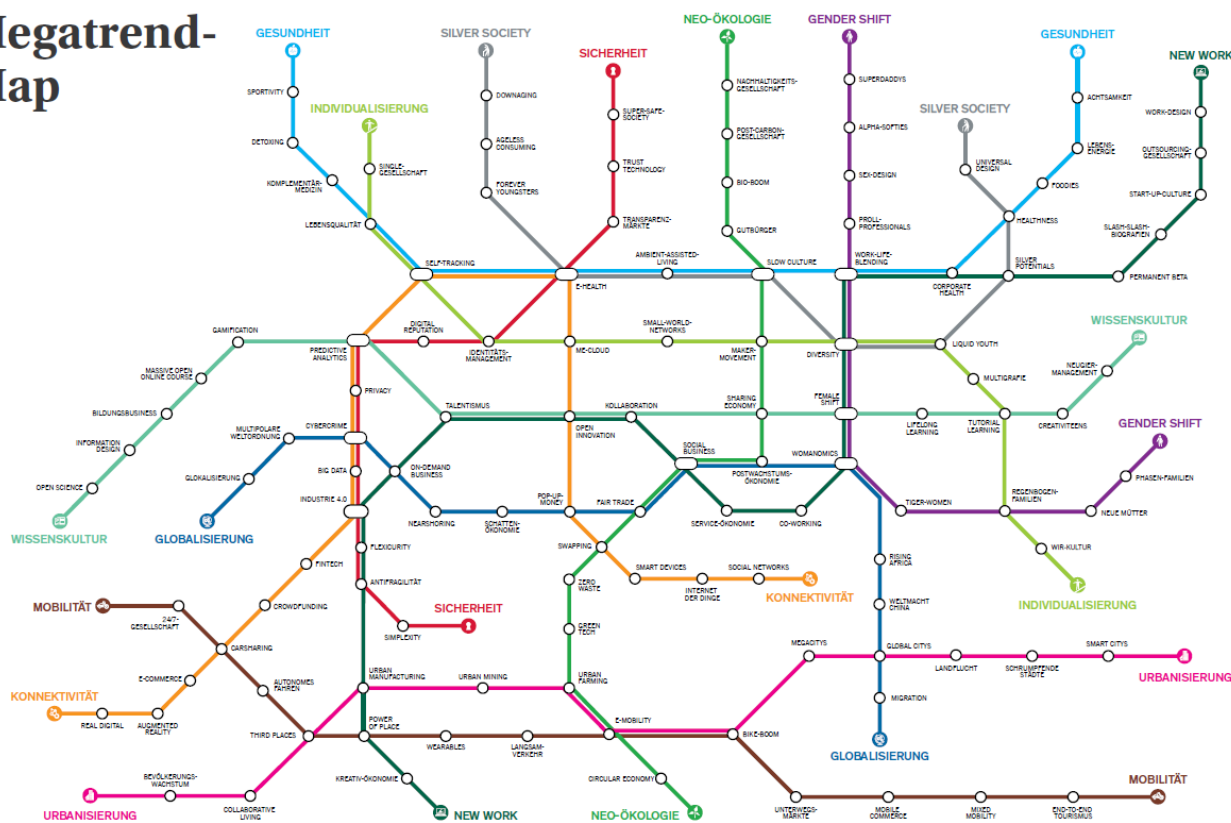 Megatrend-
Map
GESUNDHEIT
SILVER SOCIETY
SICHERHEIT
NEO-ÖKOLOGIE
GENDER SHIFT
GESUNDHEIT
NEW WORK
SPORTIVITY
DETOXING
KOMPLEMENTÄR-
MEDIZIN
INDIVIDUALISIERUNG
SINGLE-
GESELLSCHAFT
LEBENSQUALITÄT
DOWNAGING
AGELESS
CONSUMING
FOREVER
YOUNGSTERS
SUPER-SAFE-
SOCIETY
TRUST
TECHNOLOGY
TRANSPARENZ-
MÄRKTE
NACHHALTIGKEITS-
GESELLSCHAFT
POST-CARBON-
GESELLSCHAFT
BIO-BOOM
GUTBÜRGER
SUPERDADDYS
ALPHA-SOFTIES
SEX-DESIGN
PROLL-
PROFESSIONALS
SILVER SOCIETY
UNIVERSAL
DESIGN
ACHTSAMKEIT
LEBENS-
ENERGIE
FOODIES
HEALTHNESS
WORK-DESIGN
OUTSOURCING-
GESELLSCHAFT
START-UP-CULTURE
SLASH-SLASH-
BIOGRAFIEN
SELF-TRACKING
E-HEALTH
AMBIENT-ASSISTED-
LIVING
SLOW CULTURE
WORK-LIFE-
BLENDING
CORPORATE
HEALTH
SILVER
POTENTIALS
PERMANENT BETA
GAMIFICATION
PREDICTIVE
ANALYTICS
DIGITAL
REPUTATION
IDENTITÄTS-
MANAGEMENT
ME-CLOUD
SMALL-WORLD-
NETWORKS
MAKER-
MOVEMENT
DIVERSITY
LIQUID YOUTH
WISSENSKULTUR
NEUGIER-
MANAGEMENT
MULTIGRAFIE
MASSIVE OPEN
ONLINE COURSE
BILDUNGSBUSINESS
INFORMATION
DESIGN
OPEN SCIENCE
WISSENSKULTUR
PRIVACY
TALENTISMUS
KOLLABORATION
OPEN
INNOVATION
SHARING
ECONOMY
FEMALE
SHIFT
LIFELONG
LEARNING
TUTORIAL
LEARNING
CREATIVITEENS
MULTIPOLARE
WELTORDNUNG
CYBERCRIME
GLOKALISIERUNG
GLOBALISIERUNG
BIG DATA
ON-DEMAND
BUSINESS
SOCIAL
BUSINESS
POSTWACHSTUMS-
ÖKONOMIE
WOMANOMICS
GENDER SHIFT
PHASEN-FAMILIEN
INDUSTRIE 4.0
NEARSHORING
SCHATTEN-
ÖKONOMIE
POP-UP-
MONEY
FAIR TRADE
SERVICE-ÖKONOMIE
CO-WORKING
TIGER-WOMEN
REGENBOGEN-
FAMILIEN
NEUE MÜTTER
FLEXICURITY
SWAPPING
WIR-KULTUR
INDIVIDUALISIERUNG
FINTECH
ANTIFRAGILITÄT
ZERO
WASTE
SMART DEVICES
INTERNET
DER DINGE
SOCIAL NETWORKS
KONNEKTIVITÄT
RISING
AFRICA
WELTMACHT
CHINA
MOBILITÄT
24/7-
GESELLSCHAFT
CROWDFUNDING
SIMPLEXITY
SICHERHEIT
GREEN
TECH
CARSHARING
MEGACITYS
GLOBAL CITYS
LANDFLUCHT
SCHRUMPFENDE
STÄDTE
SMART CITYS
URBANISIERUNG
E-COMMERCE
AUTONOMES
FAHREN
URBAN
MANUFACTURING
URBAN MINING
URBAN
FARMING
MIGRATION
KONNEKTIVITÄT
REAL DIGITAL
AUGMENTED
REALITY
THIRD PLACES
POWER
OF PLACE
WEARABLES
LANGSAM-
VERKEHR
E-MOBILITY
BIKE-BOOM
GLOBALISIERUNG
BEVÖLKERUNGS-
WACHSTUM
COLLABORATIVE
LIVING
URBANISIERUNG
KREATIV-ÖKONOMIE
NEW WORK
CIRCULAR ECONOMY
NEO-ÖKOLOGIE
UNTERWEGS-
MÄRKTE
MOBILE
COMMERCE
MIXED
MOBILITY
END-TO-END
TOURISMUS
MOBILITÄT